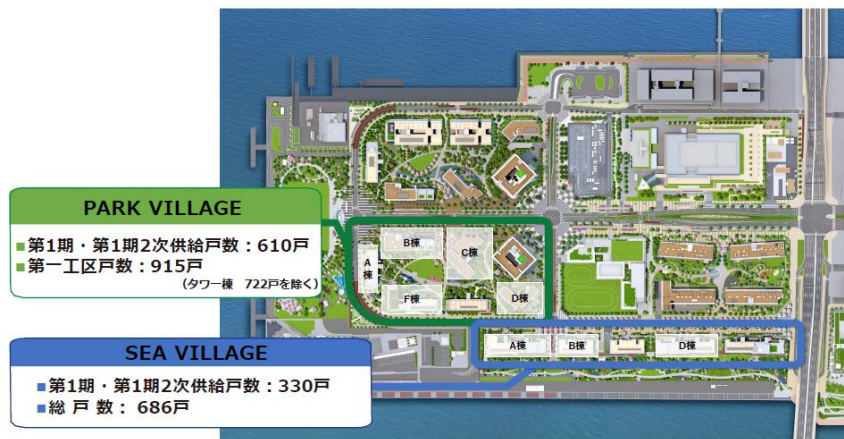 PARK VILLAGE
■第1期・第1期2次供給戸数：610戸
■第一工区戸数：915戸
(タワー棟　722戸を除く)
A棟
B棟
C棟
F棟
D棟
SEA VILLAGE
■第1期・第1期2次供給戸数：330戸
■総 戸 数： 686戸
A棟
B棟
D棟